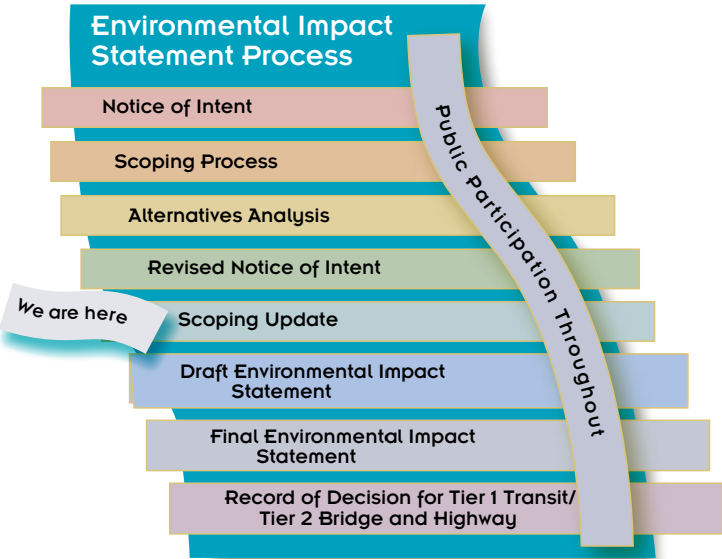 Environmental Impact
Statement Process
Notice of Intent
Scoping Process
Alternatives Analysis
Revised Notice of Intent
We are here
Scoping Update
Draft Environmental Impact
Statement
Final Environmental Impact
Statement
Record of Decision for Tier 1 Transit/
Tier 2 Bridge and Highway
Public Participation Throughout